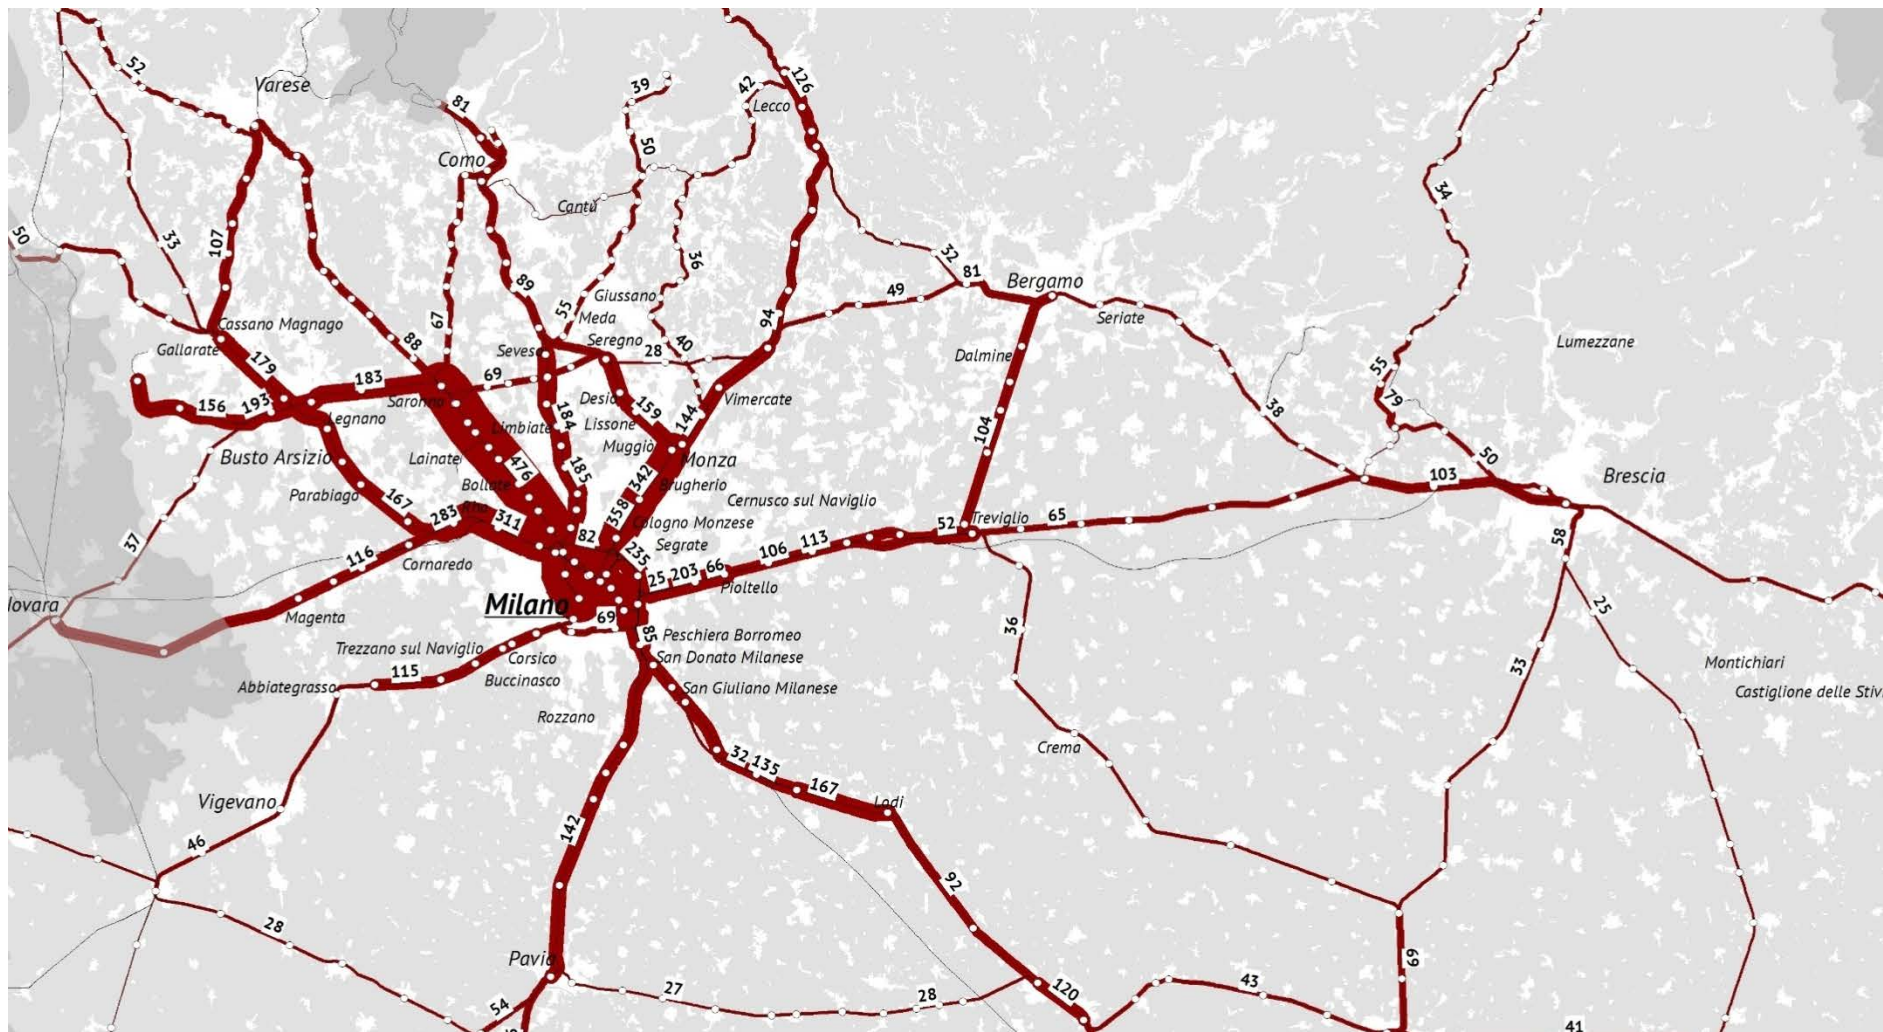 52
Varese
81
39
42
126
Lecco
50
Como
Cantù
34
33
107
50
36
32
81
Bergamo
89
49
Giussano
55
Meda
94
Seriate
67
Cassano Magnago
88
Seveso
Seregno
40
28
Gallarate
179
Dalmine
Lumezzane
55
183
69
156
193
Saronno
Desio
159
144
Vimercate
79
38
Legnano
Limbiate
184
Lissone
Muggiò
104
Busto Arsizio
Lainate
476
185
Monza
50
Parabiago
167
Bollate
342
Brugherio
103
Brescia
Cernusco sul Naviglio
283
Rho
311
358
Cologno Monzese
52
Treviglio
65
37
116
82
235
Segrate
106
113
58
Cornaredo
25
203
66
Pioltello
Novara
Magenta
Milano
69
85
Peschiera Borromeo
25
36
Trezzano sul Naviglio
Corsico
San Donato Milanese
33
Montichiari
115
Abbiategrasso
Buccinasco
San Giuliano Milanese
Castiglione delle Stivi
Rozzano
32
135
Crema
167
Lodi
Vigevano
46
142
92
28
Pavia
69
54
27
28
120
43
41